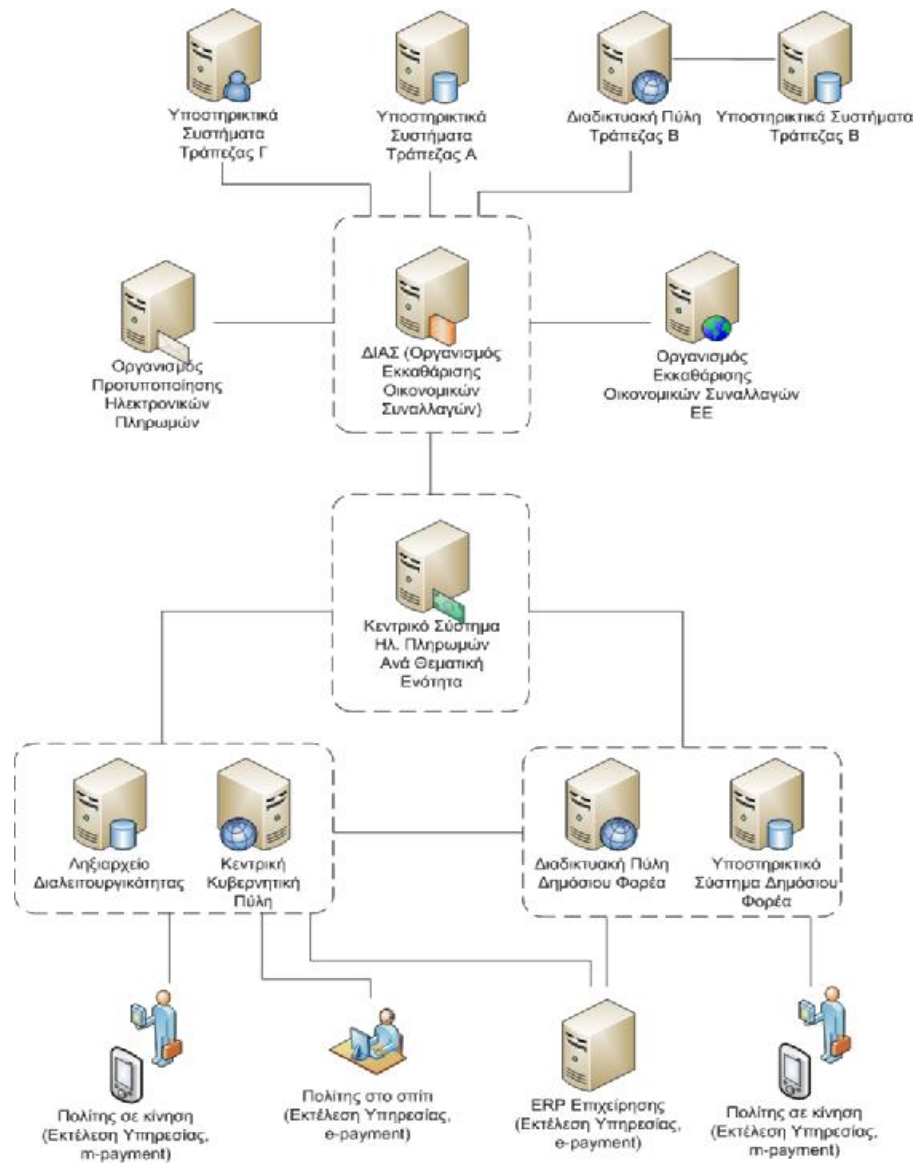 Υποστηρικτικά
Συστήματα
Τράπεζας Γ
Υποστηρικτικά
Συστήματα
Τράπεζας Α
Διαδικτυακή Πύλη
Τράπεζας Β
Υποστηρικτικά Συστήματα
Τράπεζας Β
Οργανισμός
Προτυποποίησης
Ηλεκτρονικών
Πληρωμών
ΔΙΑΣ (Οργανισμός
Εκκαθάρισης
Οικονομικών
Συναλλαγών)
Οργανισμός
Εκκαθάρισης
Οικονομικών Συναλλαγών
ΕΕ
Κεντρικό Σύστημα
Ηλ. Πληρωμών
Ανά Θεματική
Ενότητα
Ληξιαρχείο
Διαλειτουργικότητας
Κεντρική
Κυβερνητική
Πύλη
Διαδικτυακή Πύλη
Δημόσιου Φορέα
Υποστηρικτικό
Σύστημα Δημόσιου
Φορέα
Πολίτης σε κίνηση
(Εκτέλεση Υπηρεσίας,
m-payment)
Πολίτης στο σπίτι
(Εκτέλεση Υπηρεσίας,
e-payment)
ERP Επιχείρησης
(Εκτέλεση Υπηρεσίας,
e-payment)
Πολίτης σε κίνηση
(Εκτέλεση Υπηρεσίας,
m-payment)